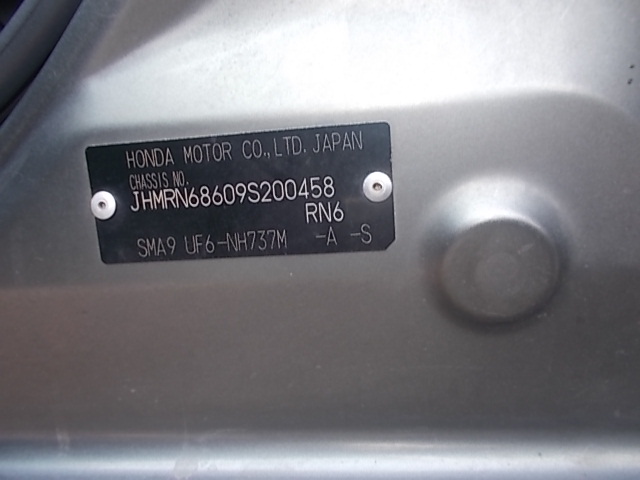 HONDA MOTOR CO.,LTD. JAPAN
CHASSIS NO.
JHMRN68609S200458
RN6
SMA9 UF6-NH737M -A -S